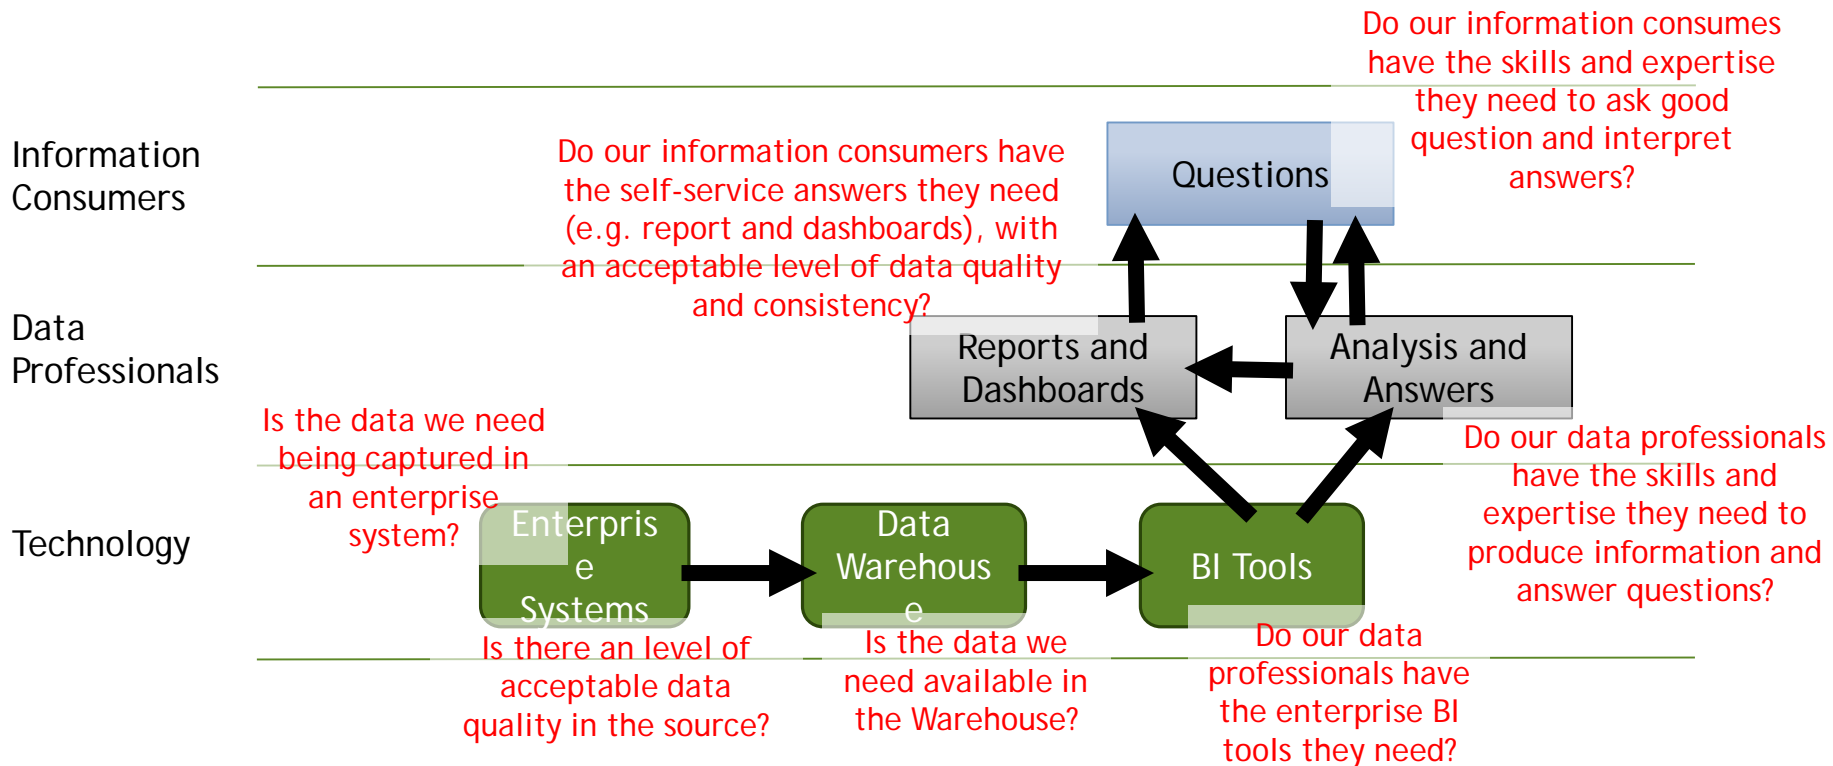 Do our information consumes
have the skills and expertise
they need to ask good
question and interpret
answers?
Information
Consumers
Do our information consumers have
the self-service answers they need
(e.g. report and dashboards), with
an acceptable level of data quality
and consistency?
Questions
Data
Professionals
Reports and
Dashboards
Analysis and
Answers
Is the data we need
being captured in
an enterprise
system?
Do our data professionals
have the skills and
expertise they need to
produce information and
answer questions?
Technology
Enterpris
e
Systems
Data
Warehous
e
BI Tools
Is there an level of
acceptable data
quality in the source?
Is the data we
need available in
the Warehouse?
Do our data
professionals have
the enterprise BI
tools they need?